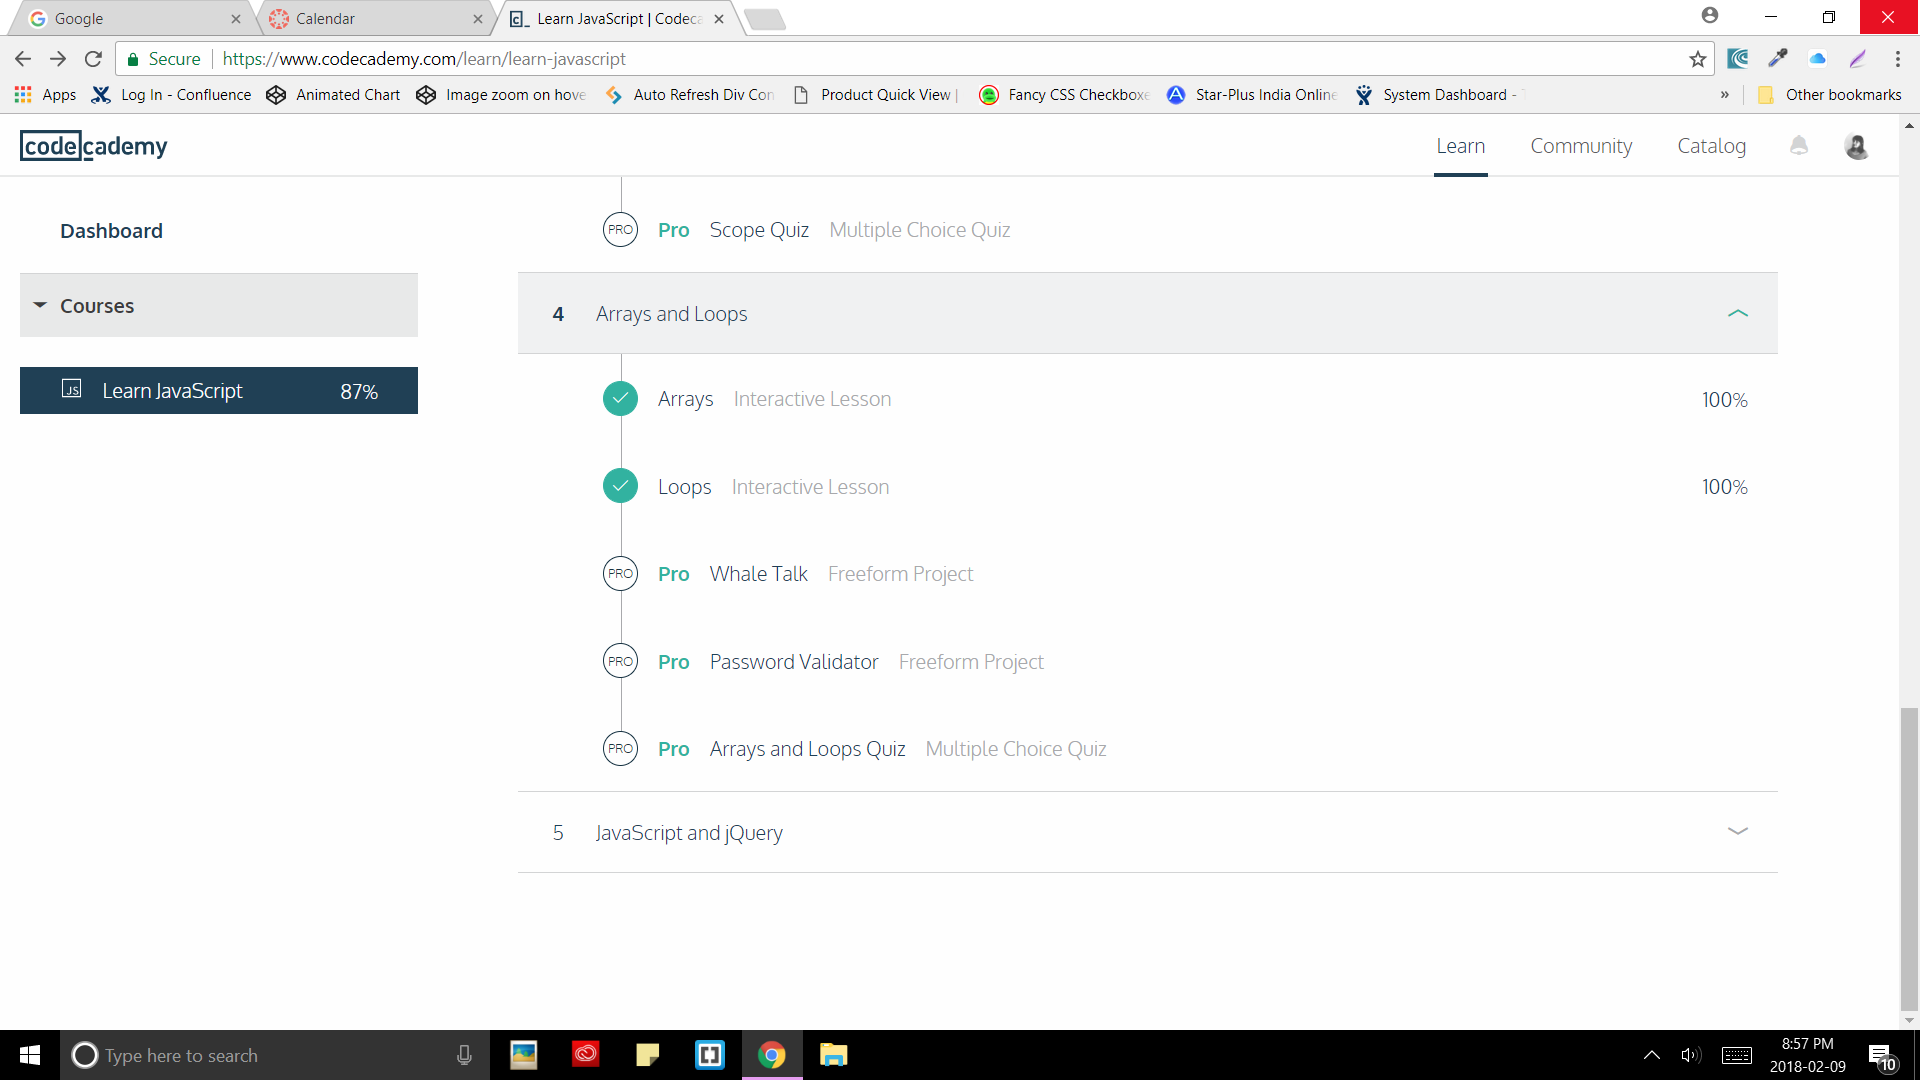 Google
Calendar
Learn JavaScript | Codeca
Secure
https://www.codecademy.com/learn/learn-javascript
Apps
Log In - Confluence
Animated Chart
Image zoom on hove
Auto Refresh Div Con
Product Quick View |
Fancy CSS Checkboxe
Star-Plus India Online
System Dashboard -
»
Other bookmarks
codecademy
Learn
Community
Catalog
Dashboard
Courses
JS Learn JavaScript 87%
PRO Pro Scope Quiz Multiple Choice Quiz
4 Arrays and Loops
Arrays Interactive Lesson 100%
Loops Interactive Lesson 100%
PRO Pro Whale Talk Freeform Project
PRO Pro Password Validator Freeform Project
PRO Pro Arrays and Loops Quiz Multiple Choice Quiz
5 JavaScript and jQuery
Type here to search
8:57 PM
2018-02-09
10